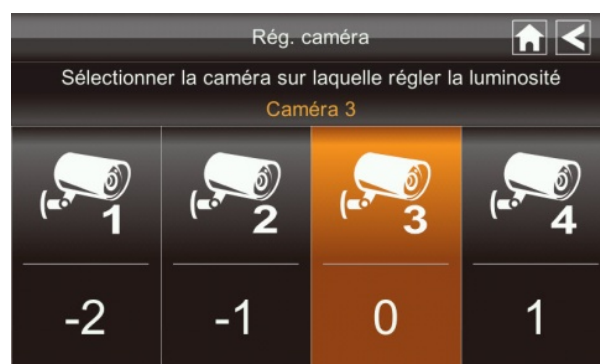 Rég. caméra
Sélectionner la caméra sur laquelle régler la luminosité
Caméra 3
1 2 3 4
-2 -1 0 1